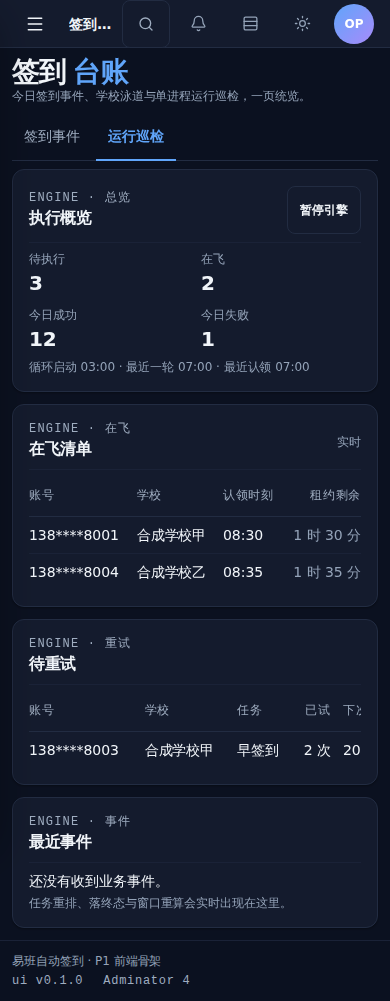 签到…
OP
签到 台账
今日签到事件、学校泳道与单进程运行巡检，一页统览。
签到事件 运行巡检
ENGINE · 总览
执行概览
暂停引擎
待执行 在飞
3 2
今日成功 今日失败
12 1
循环启动 03:00 · 最近一轮 07:00 · 最近认领 07:00
ENGINE · 在飞
在飞清单
实时
账号 学校 认领时刻 租约剩余
138****8001 合成学校甲 08:30 1 时 30 分
138****8004 合成学校乙 08:35 1 时 35 分
ENGINE · 重试
待重试
账号 学校 任务 已试 下
138****8003 合成学校甲 早签到 2 次 20
ENGINE · 事件
最近事件
还没有收到业务事件。
任务重排、落终态与窗口重算会实时出现在这里。
易班自动签到 · P1 前端骨架
ui v0.1.0 Adminator 4